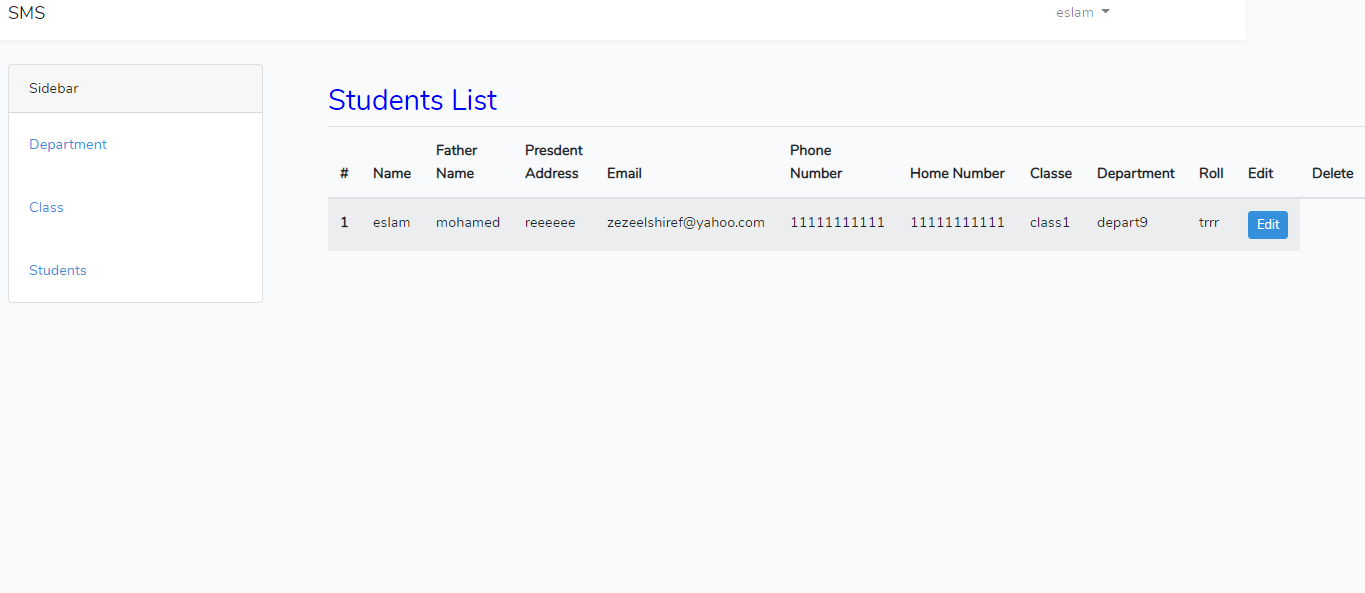 SMS
eslam
Sidebar
Department
Class
Students
Students List
# Name Father Name Presdent Address Email Phone Number Home Number Classe Department Roll Edit Delete
1 eslam mohamed reeeeee zezeelshiref@yahoo.com 11111111111 11111111111 class1 depart9 trrr Edit